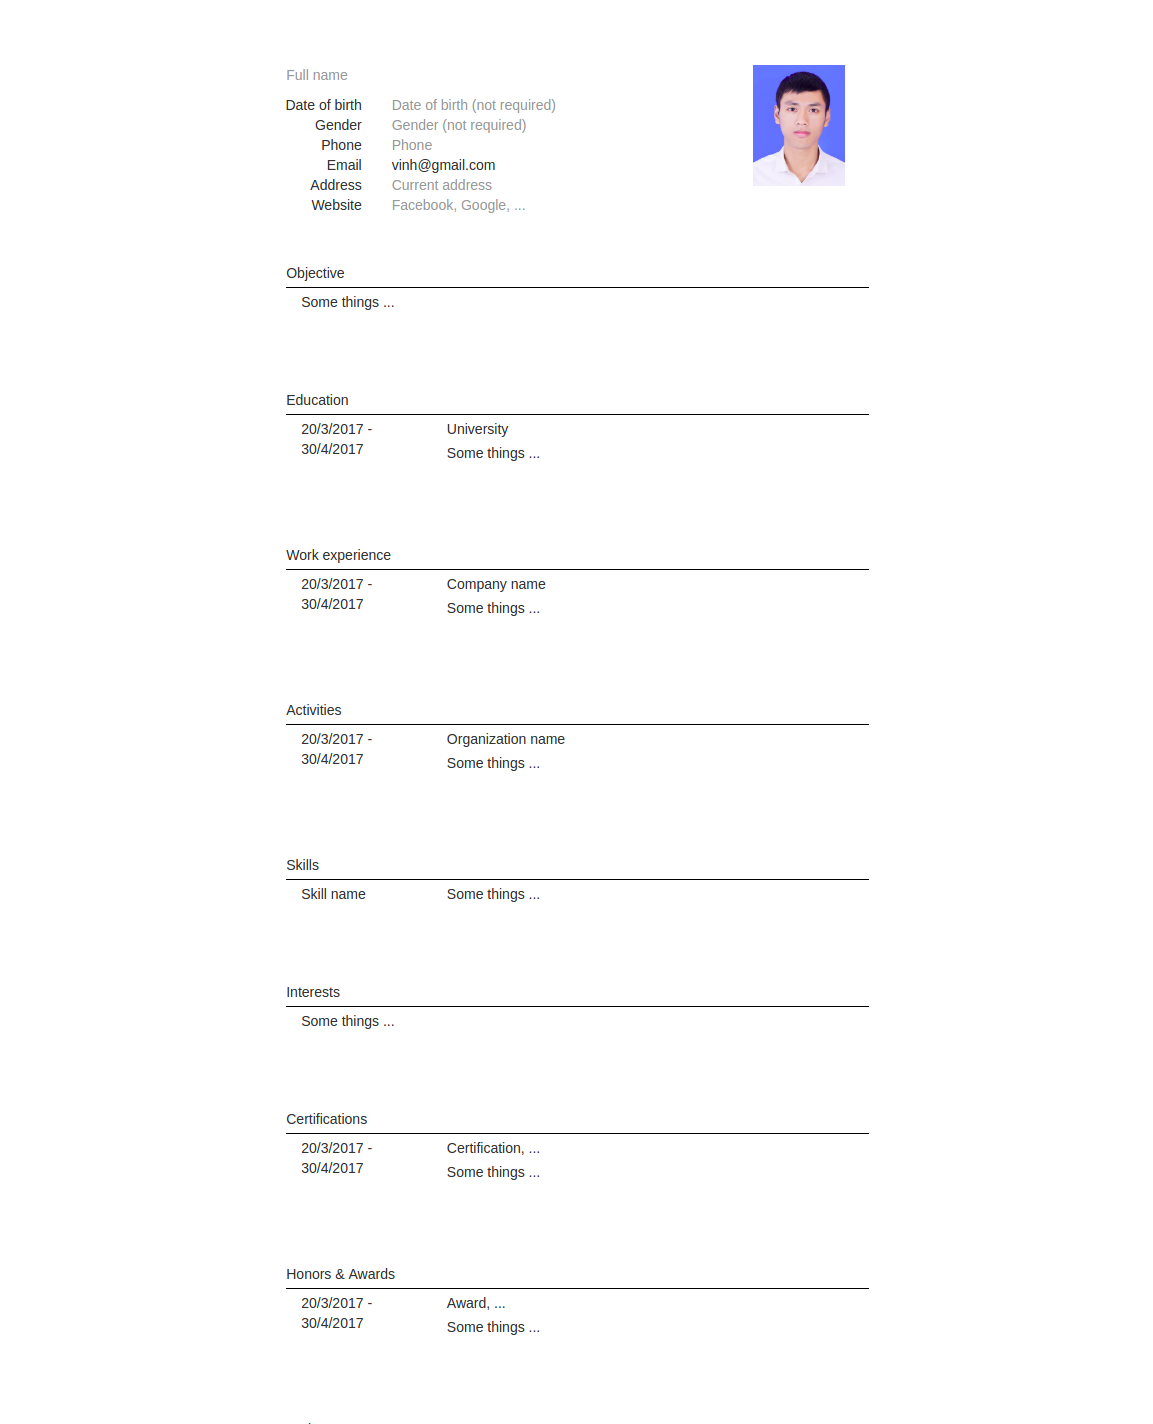 Full name
Date of birth Date of birth (not required)
Gender Gender (not required)
Phone Phone
Email vinh@gmail.com
Address Current address
Website Facebook, Google, ...
Objective
Some things ...
Education
20/3/2017 - University
30/4/2017
Some things ...
Work experience
20/3/2017 - Company name
30/4/2017
Some things ...
Activities
20/3/2017 - Organization name
30/4/2017
Some things ...
Skills
Skill name Some things ...
Interests
Some things ...
Certifications
20/3/2017 - Certification, ...
30/4/2017
Some things ...
Honors & Awards
20/3/2017 - Award, ...
30/4/2017
Some things ...